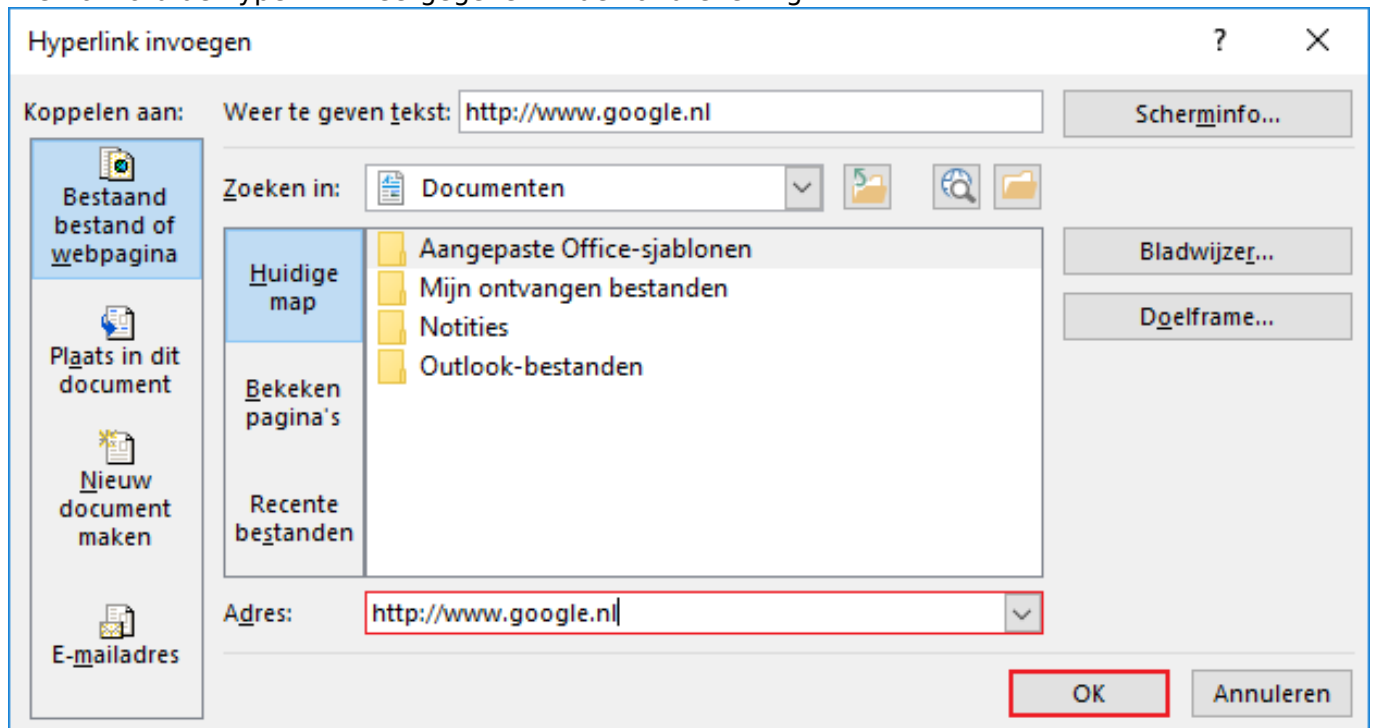 Hyperlink invoegen
?
Koppelen aan:
Weer te geven tekst: http://www.google.nl
Scherminfo...
Bestaand
bestand of
webpagina
Plaats in dit
document
Nieuw
document
maken
E-mailadres
Zoeken in:
Documenten
Huidige
map
Bekeken
pagina's
Recente
bestanden
Aangepaste Office-sjablonen
Mijn ontvangen bestanden
Notities
Outlook-bestanden
Bladwijzer...
Doelframe...
Adres: http://www.google.nl
OK
Annuleren